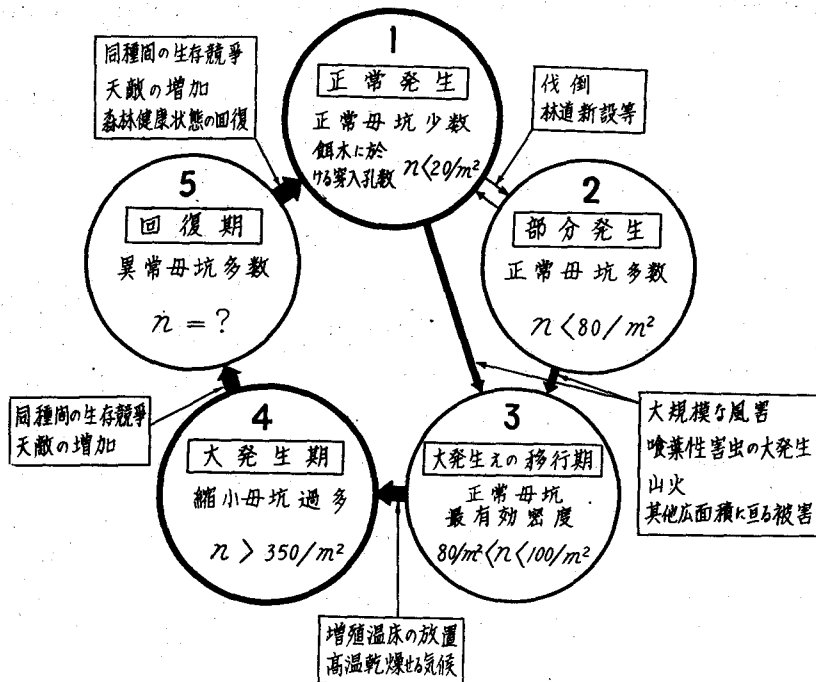 同種間の生存競爭
天敵の増加
森林健康状態の回復
1
正常発生
正常母坑少数
餌木に於
ける穿入孔数 n<20/m²
伐倒
林道新設等
2
部分発生
正常母坑多数
n<80/m²
大規模な風害
喰葉性害虫の大発生
山火
其他広面積に亘る被害
3
大発生えの移行期
正常母坑
最有効密度
80/m²<n<100/m²
増殖温床の放置
高温乾燥せる気候
4
大発生期
縮小母坑過多
n>350/m²
同種間の生存競爭
天敵の増加
5
回復期
異常母坑多数
n=?